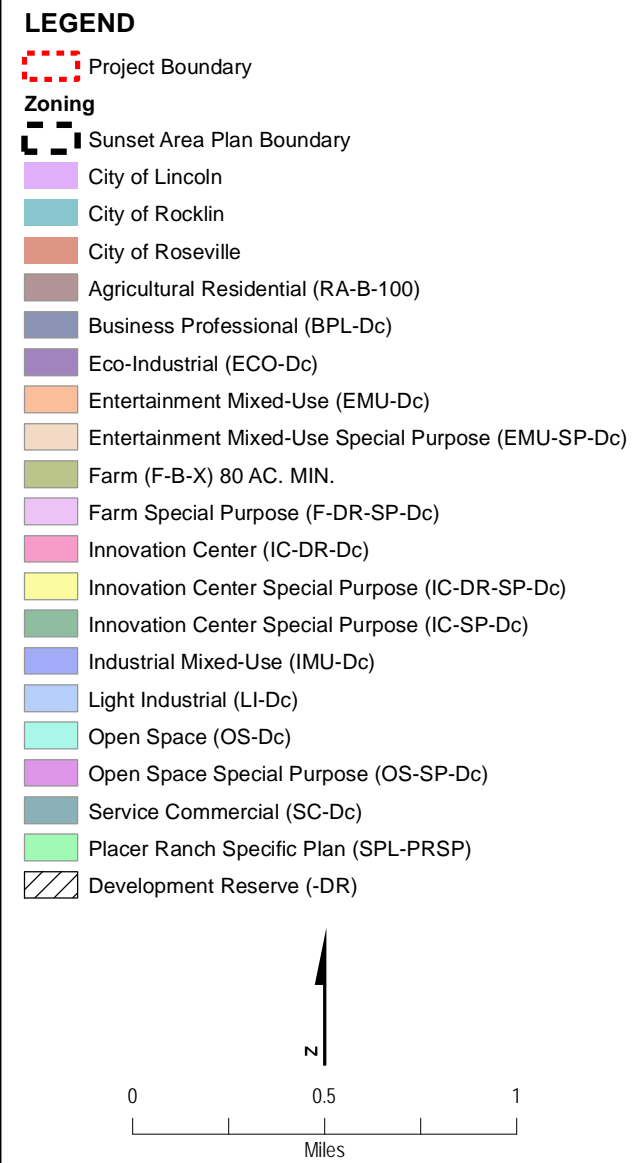 LEGEND
Project Boundary
Zoning
Sunset Area Plan Boundary
City of Lincoln
City of Rocklin
City of Roseville
Agricultural Residential (RA-B-100)
Business Professional (BPL-Dc)
Eco-Industrial (ECO-Dc)
Entertainment Mixed-Use (EMU-Dc)
Entertainment Mixed-Use Special Purpose (EMU-SP-Dc)
Farm (F-B-X) 80 AC. MIN.
Farm Special Purpose (F-DR-SP-Dc)
Innovation Center (IC-DR-Dc)
Innovation Center Special Purpose (IC-DR-SP-Dc)
Innovation Center Special Purpose (IC-SP-Dc)
Industrial Mixed-Use (IMU-Dc)
Light Industrial (LI-Dc)
Open Space (OS-Dc)
Open Space Special Purpose (OS-SP-Dc)
Service Commercial (SC-Dc)
Placer Ranch Specific Plan (SPL-PRSP)
Development Reserve (-DR)
N
0 0.5 1
Miles